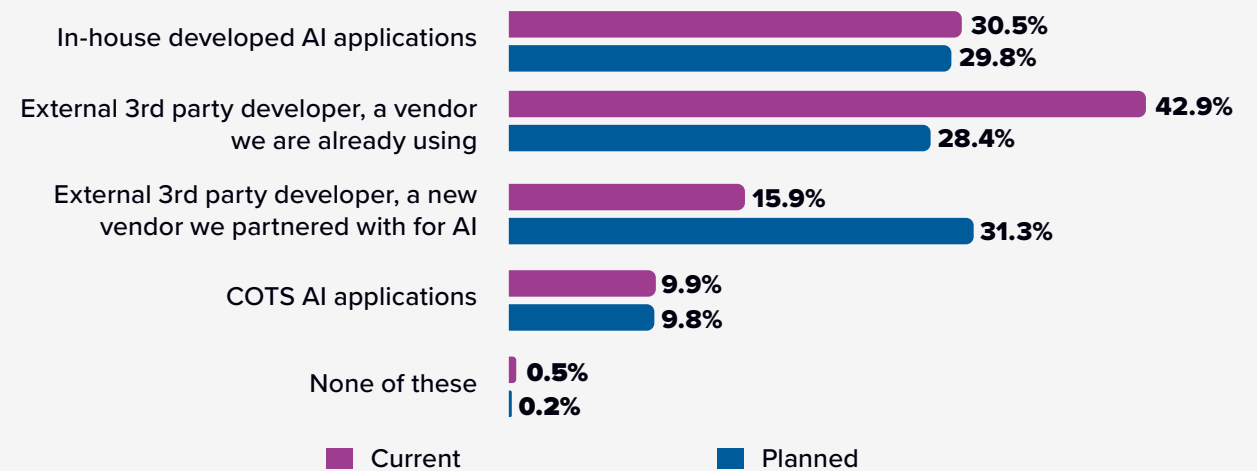 In-house developed AI applications
30.5%
29.8%
External 3rd party developer, a vendor
we are already using
42.9%
28.4%
External 3rd party developer, a new
vendor we partnered with for AI
15.9%
31.3%
COTS AI applications
9.9%
9.8%
None of these
0.5%
0.2%
Current
Planned